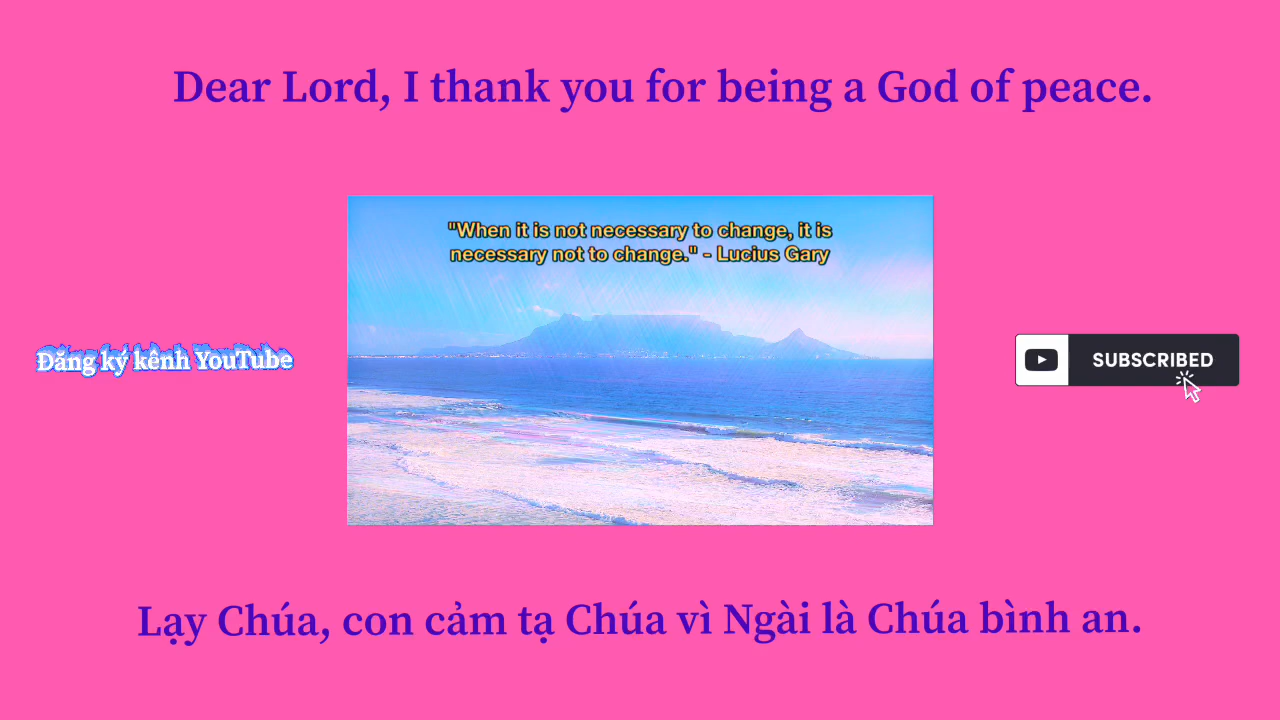 Dear Lord, I thank you for being a God of peace.
"When it is not necessary to change, it is
necessary not to change." - Lucius Gary
Đăng ký kênh YouTube
SUBSCRIBED
Lạy Chúa, con cảm tạ Chúa vì Ngài là Chúa bình an.